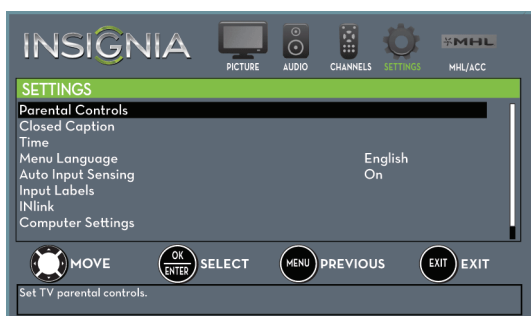 INSIGNIA
MHL
PICTURE AUDIO CHANNELS SETTINGS MHL/ACC
SETTINGS
Parental Controls
Closed Caption
Time
Menu Language English
Auto Input Sensing On
Input Labels
INlink
Computer Settings
MOVE OK ENTER SELECT MENU PREVIOUS EXIT EXIT
Set TV parental controls.